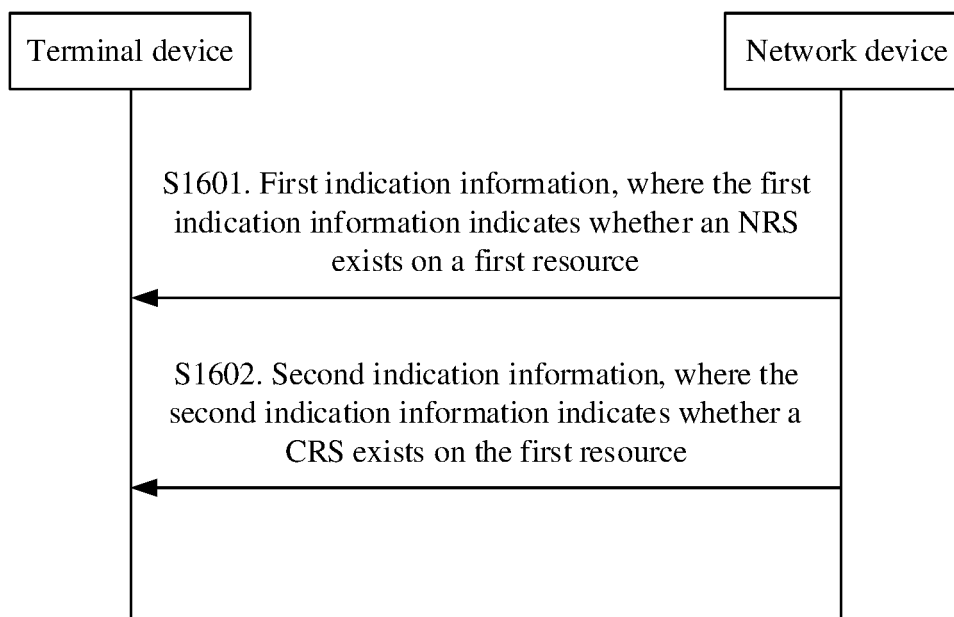 Terminal device
Network device
S1601. First indication information, where the first
indication information indicates whether an NRS
exists on a first resource
S1602. Second indication information, where the
second indication information indicates whether a
CRS exists on the first resource